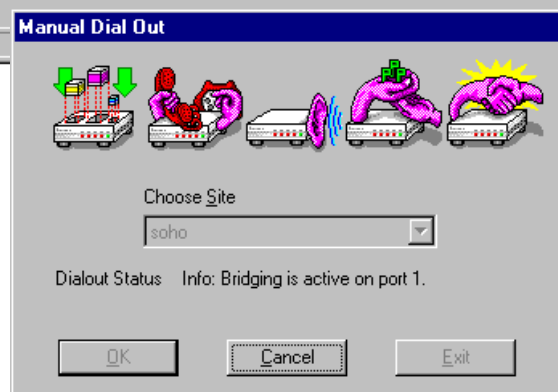 Manual Dial Out
Choose Site
soho
Dialout Status    Info: Bridging is active on port 1.
OK    Cancel    Exit